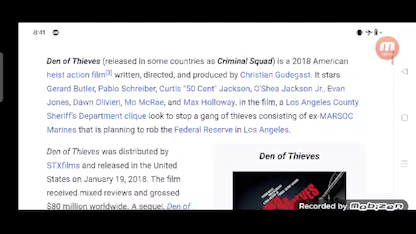 8:41
Den of Thieves (released in some countries as Criminal Squad) is a 2018 American
heist action film[3] written, directed, and produced by Christian Gudegast. It stars
Gerard Butler, Pablo Schreiber, Curtis "50 Cent" Jackson, O'Shea Jackson Jr., Evan
Jones, Dawn Olivieri, Mo McRae, and Max Holloway. In the film, a Los Angeles County
Sheriff's Department clique look to stop a gang of thieves consisting of ex-MARSOC
Marines that is planning to rob the Federal Reserve in Los Angeles.
Den of Thieves was distributed by
STXfilms and released in the United
States on January 19, 2018. The film
received mixed reviews and grossed
$80 million worldwide. A sequel, Den of
Den of Thieves
Recorded by mobizen